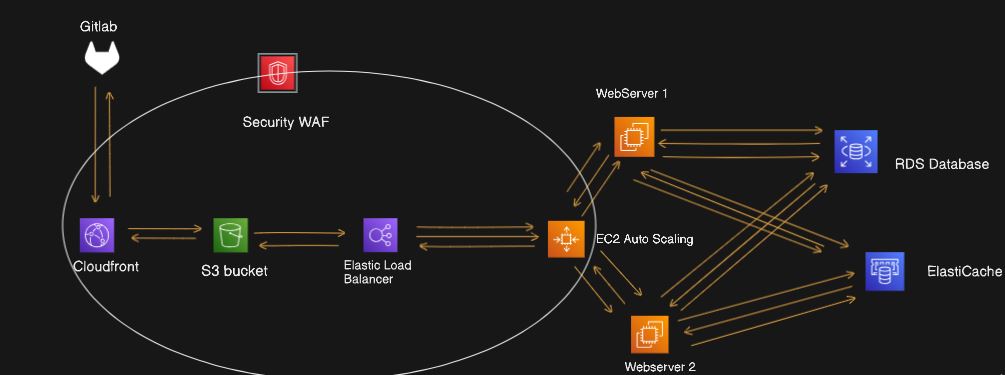 Gitlab
WebServer 1
Security WAF
RDS Database
EC2 Auto Scaling
Cloudfront
S3 bucket
Elastic Load
Balancer
ElastiCache
Webserver 2